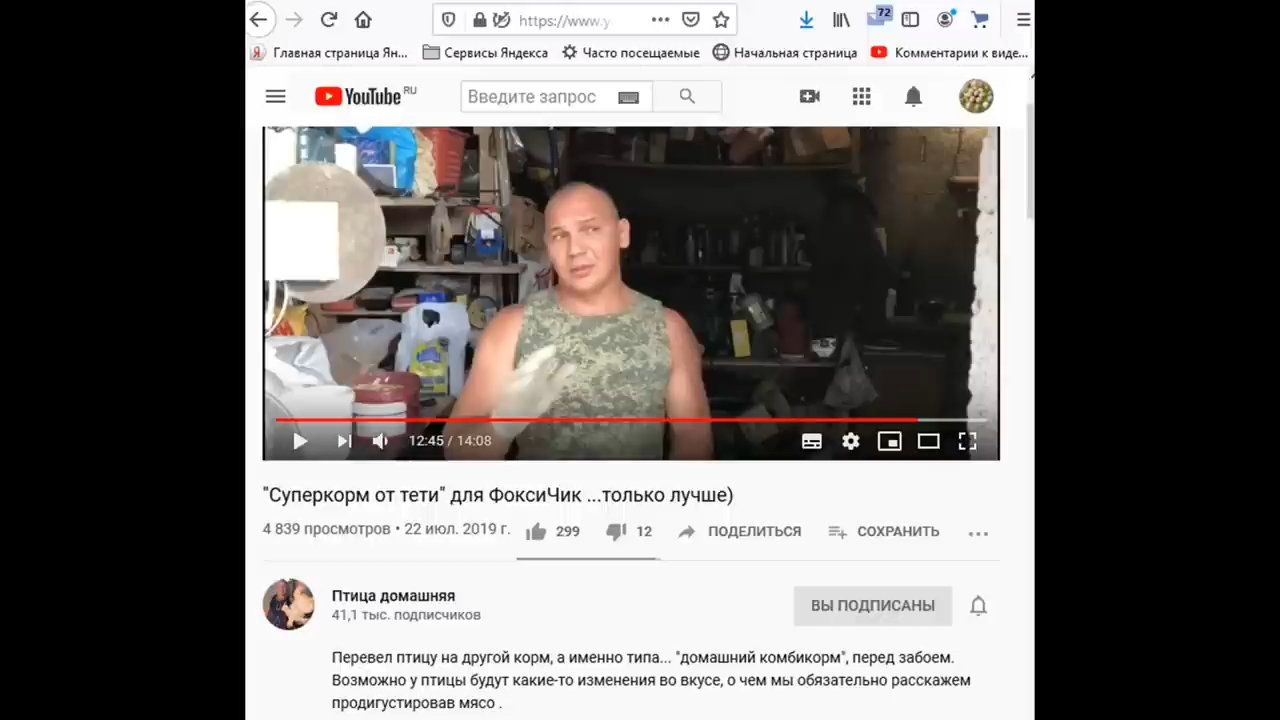 https://www.y
72
Главная страница Ян...
Сервисы Яндекса
Часто посещаемые
Начальная страница
Комментарии к виде...
YouTube RU
Введите запрос
12:45 / 14:08
"Суперкорм от тети" для ФоксиЧик ...только лучше)
4 839 просмотров • 22 июл. 2019 г.
299
12
ПОДЕЛИТЬСЯ
СОХРАНИТЬ
Птица домашняя
41,1 тыс. подписчиков
ВЫ ПОДПИСАНЫ
Перевел птицу на другой корм, а именно типа... "домашний комбикорм", перед забоем.
Возможно у птицы будут какие-то изменения во вкусе, о чем мы обязательно расскажем
продигустировав мясо .